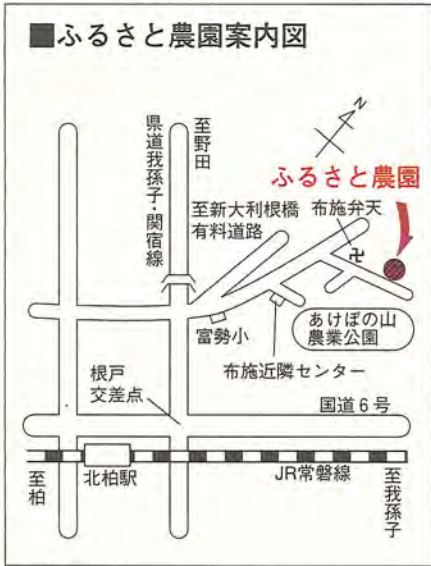 ■ふるさと農園案内図
N
至野田
県道我孫子・関宿線
ふるさと農園
至新大利根橋
有料道路
布施弁天
卍
富勢小
あけぼの山
農業公園
布施近隣センター
根戸
交差点
国道6号
至柏
北柏駅
JR常磐線
至我孫子